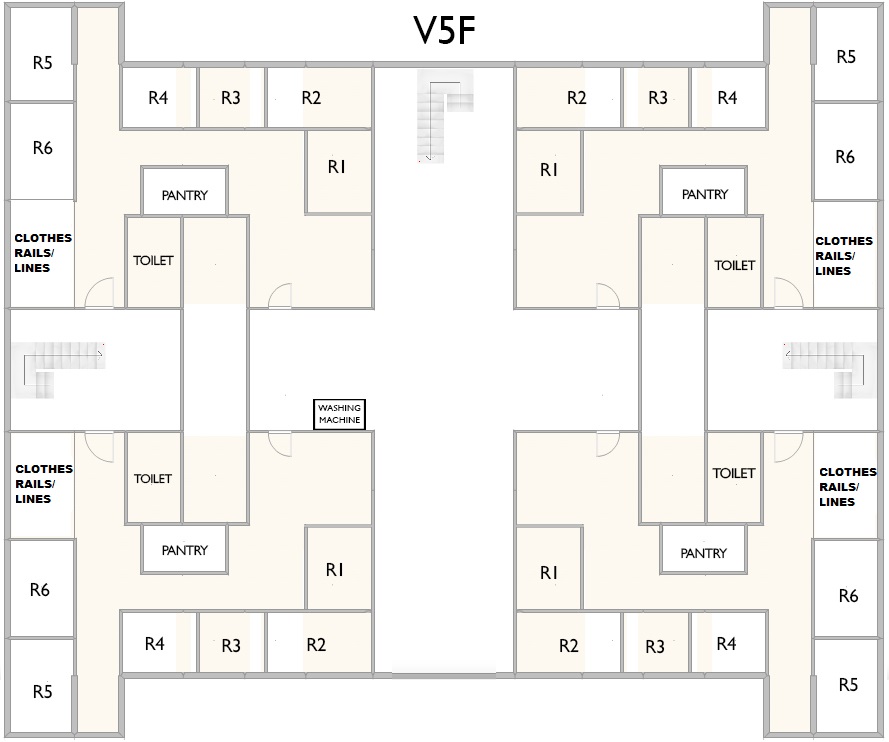 V5F
R5
R4
R3
R2
R2
R3
R4
R5
R6
R1
R1
R6
PANTRY
PANTRY
CLOTHES
RAILS/
LINES
TOILET
TOILET
CLOTHES
RAILS/
LINES
WASHING
MACHINE
CLOTHES
RAILS/
LINES
TOILET
TOILET
CLOTHES
RAILS/
LINES
PANTRY
PANTRY
R6
R1
R1
R6
R4
R3
R2
R2
R3
R4
R5
R5